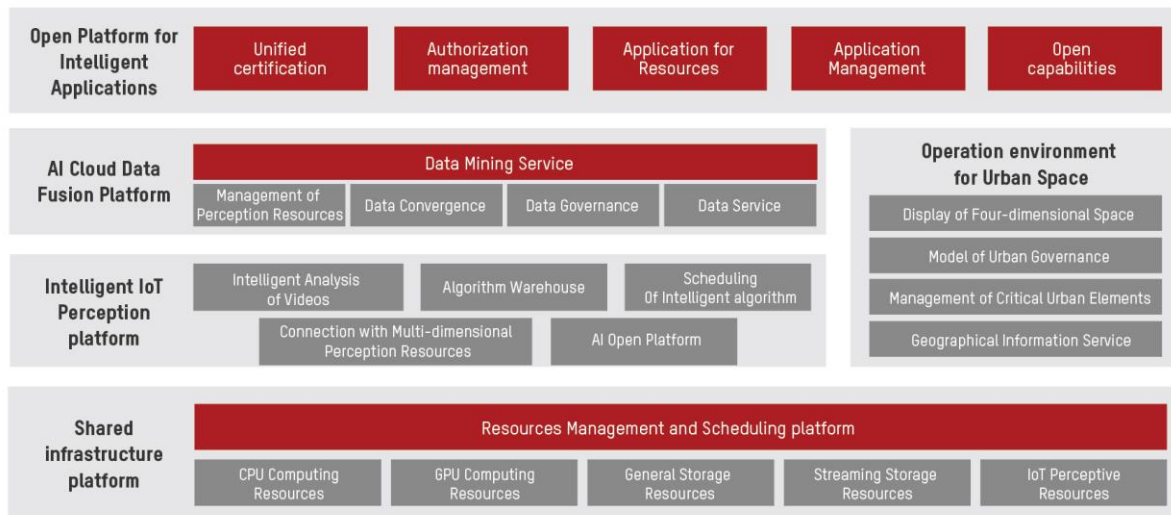 Open Platform for
Intelligent
Applications
Unified
certification
Authorization
management
Application for
Resources
Application
Management
Open
capabilities
AI Cloud Data
Fusion Platform
Data Mining Service
Management of
Perception Resources
Data Convergence
Data Governance
Data Service
Intelligent IoT
Perception
platform
Intelligent Analysis
of Videos
Algorithm Warehouse
Scheduling
Of Intelligent algorithm
Connection with Multi-dimensional
Perception Resources
AI Open Platform
Operation environment
for Urban Space
Display of Four-dimensional Space
Model of Urban Governance
Management of Critical Urban Elements
Geographical Information Service
Shared
infrastructure
platform
Resources Management and Scheduling platform
CPU Computing
Resources
GPU Computing
Resources
General Storage
Resources
Streaming Storage
Resources
IoT Perceptive
Resources